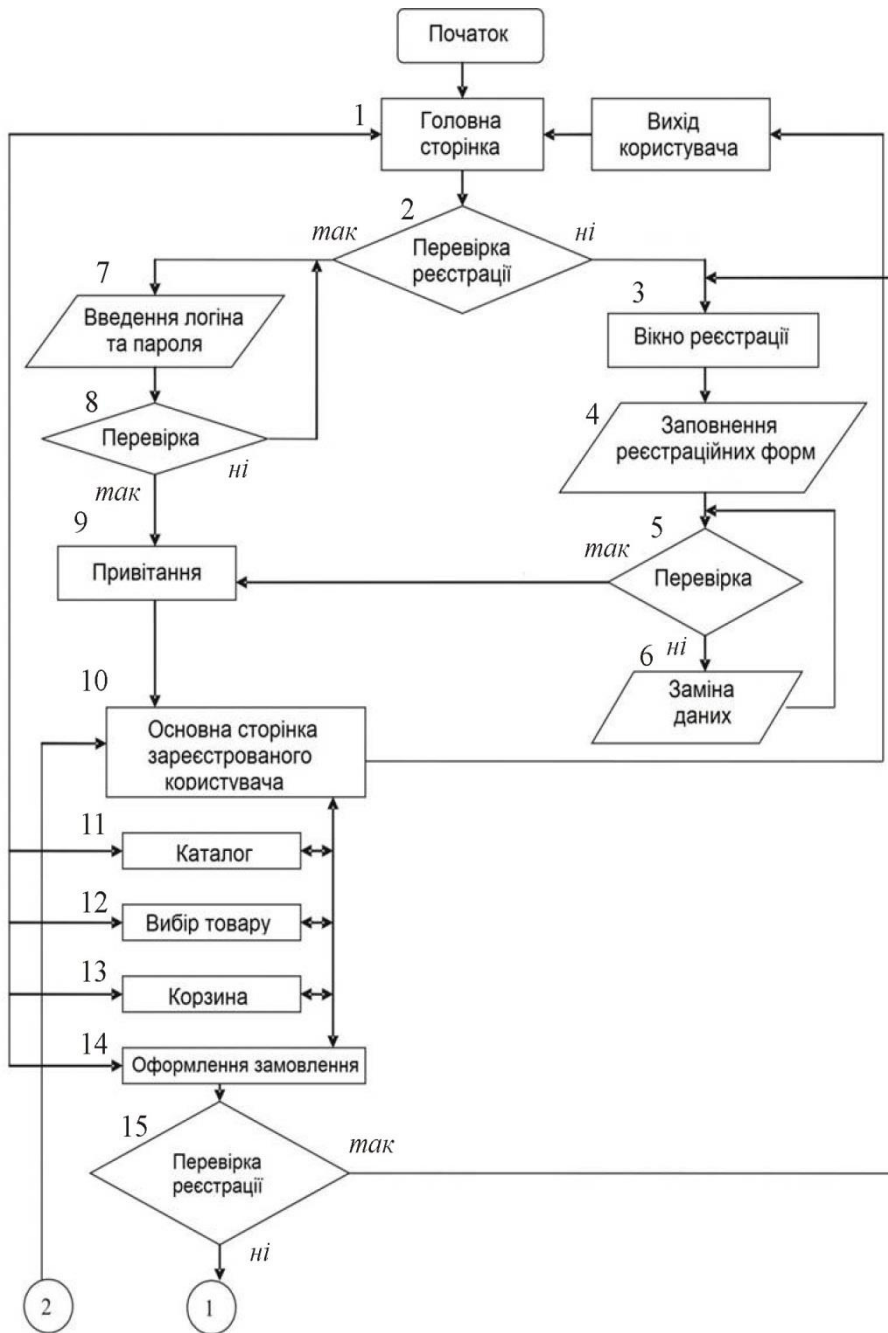 Початок
1
Головна
сторінка
Вихід
користувача
2
так
ні
Перевірка
реєстрації
7
Введення логіна
та пароля
3
Вікно реєстрації
8
Перевірка
ні
так
4
Заповнення
реєстраційних форм
9
Привітання
5
так
Перевірка
ні
6
Заміна
даних
10
Основна сторінка
зареєстрованого
користувача
11
Каталог
12
Вибір товару
13
Корзина
14
Оформлення замовлення
15
так
Перевірка
реєстрації
ні
2
1